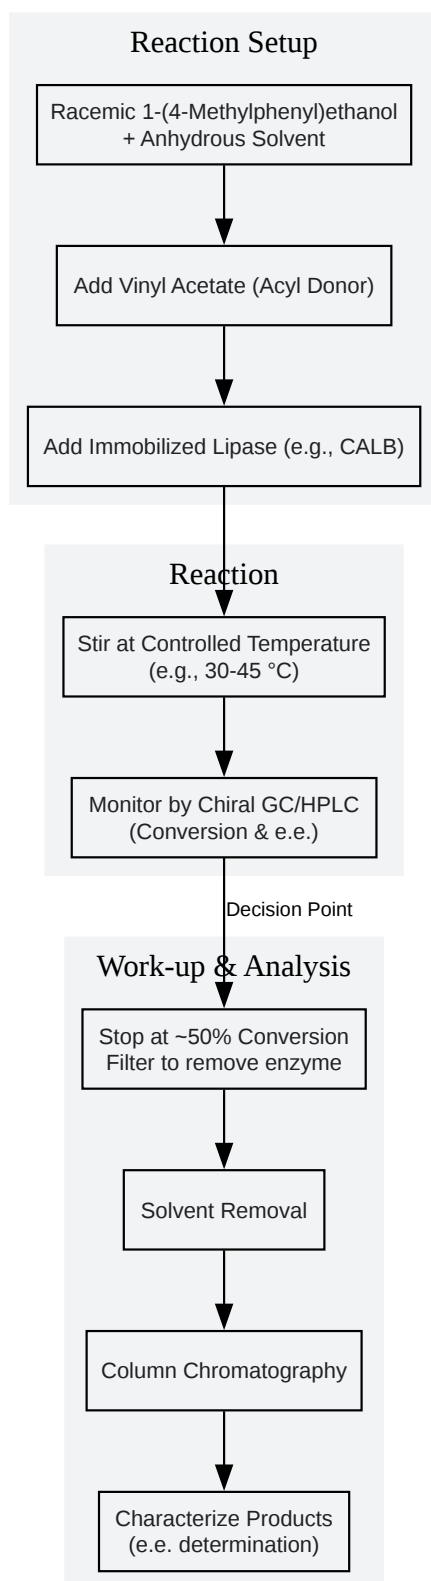 Reaction Setup
Racemic 1-(4-Methylphenyl)ethanol
+ Anhydrous Solvent
Add Vinyl Acetate (Acyl Donor)
Add Immobilized Lipase (e.g., CALB)
Reaction
Stir at Controlled Temperature
(e.g., 30-45 °C)
Monitor by Chiral GC/HPLC
(Conversion & e.e.)
Decision Point
Work-up & Analysis
Stop at ~50% Conversion
Filter to remove enzyme
Solvent Removal
Column Chromatography
Characterize Products
(e.e. determination)